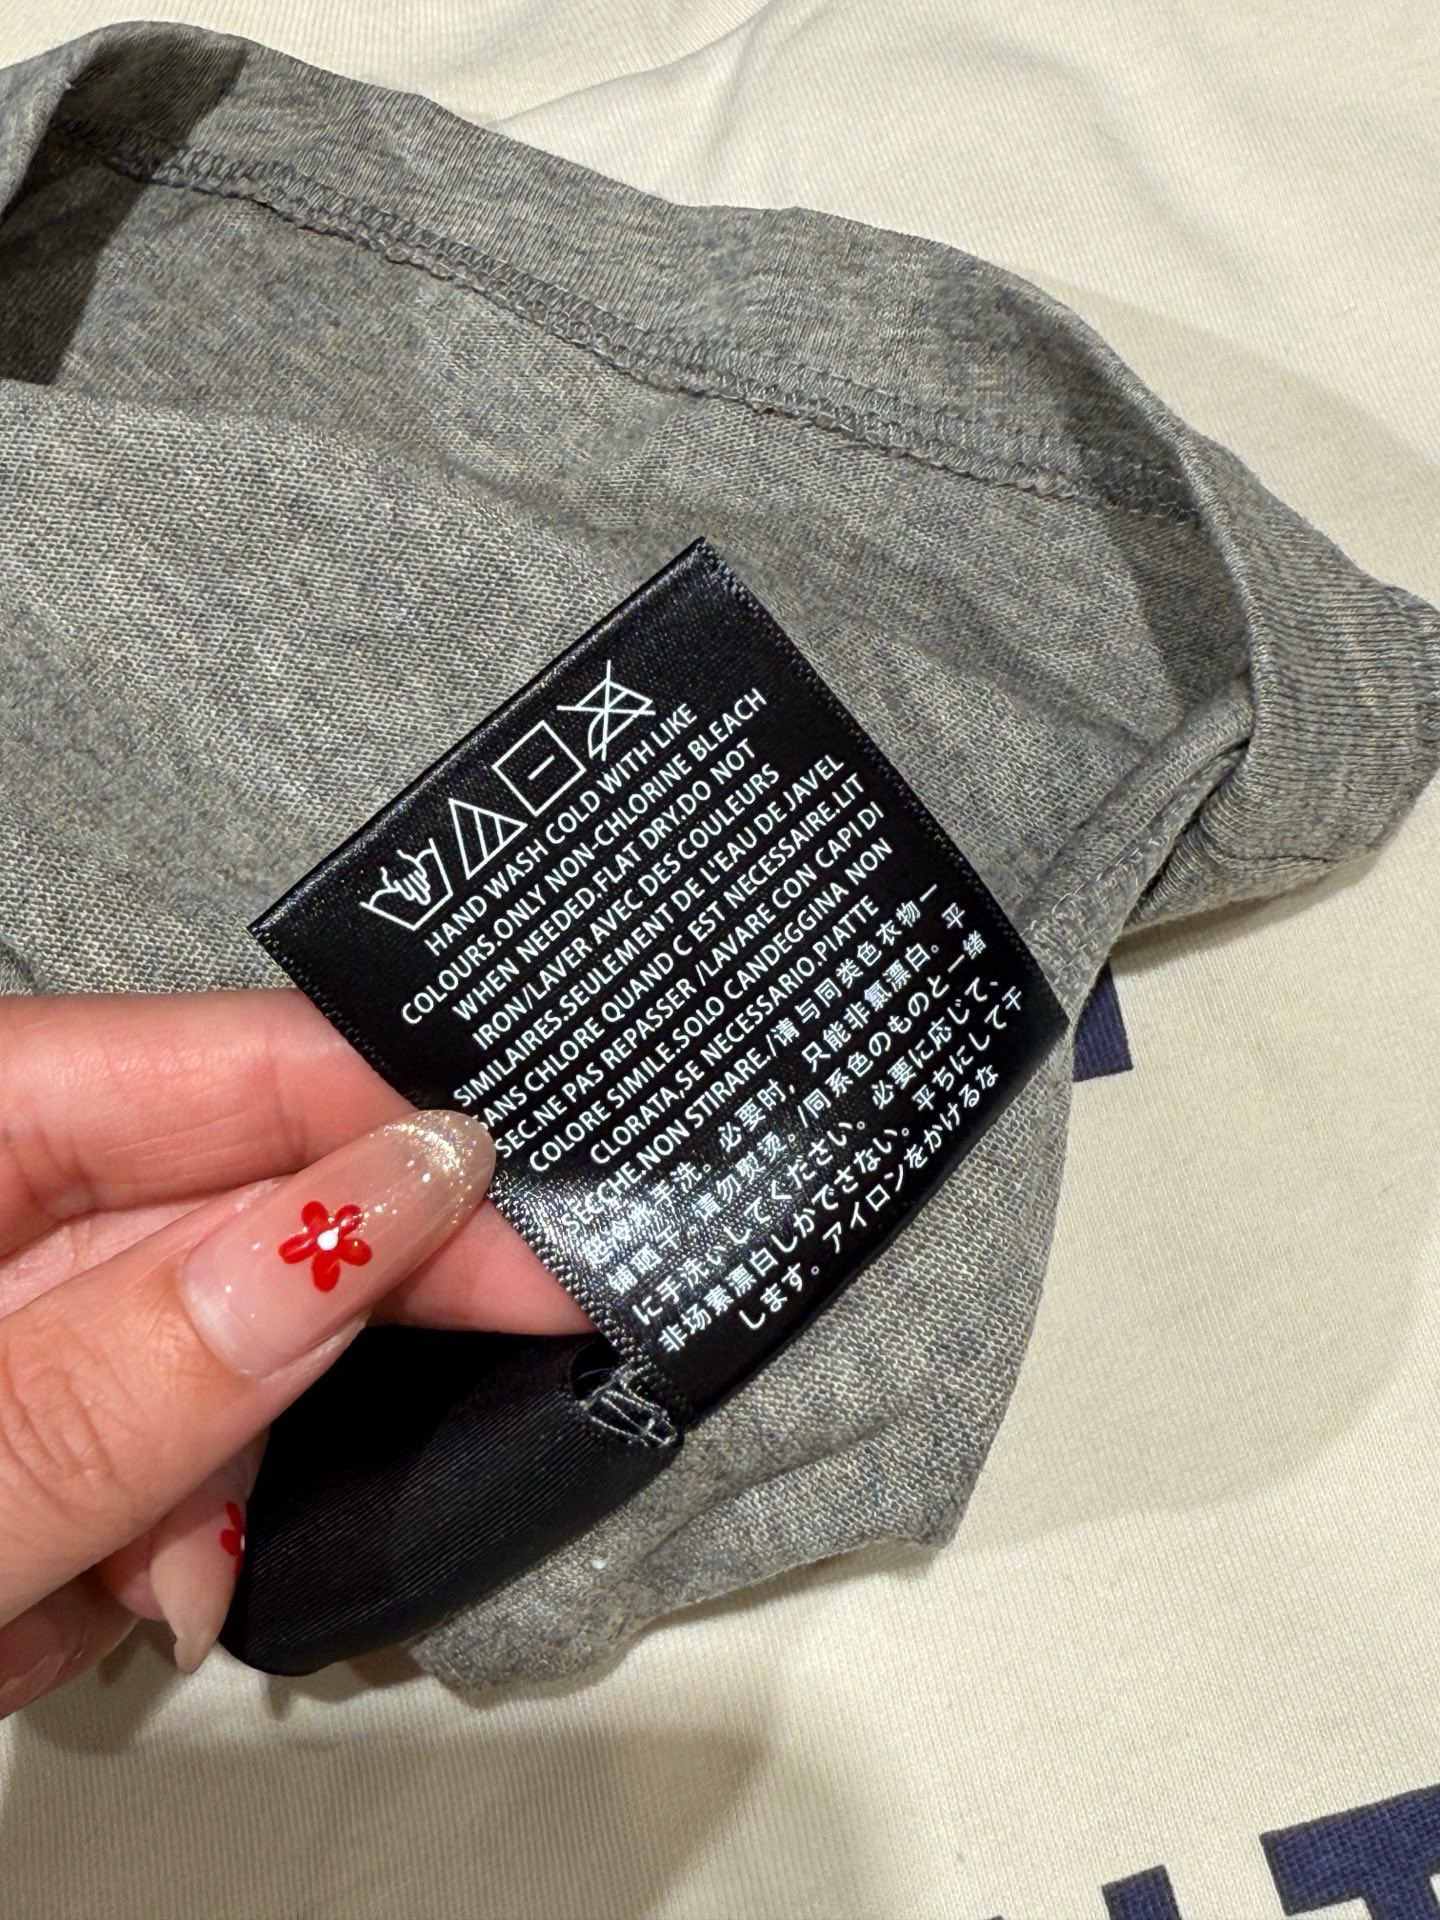 HAND WASH COLD WITH LIKE
COLOURS.ONLY NON-CHLORINE BLEACH
WHEN NEEDED.FLAT DRY.DO NOT
IRON/LAVER AVEC DES COULEURS
SIMILAIRES.SEULEMENT DE L'EAU DE JAVEL
SANS CHLORE QUAND C EST NECESSAIRE.LIT
SEC.NE PAS REPASSER /LAVARE CON CAPI DI
COLORE SIMILE.SOLO CANDEGGINA NON
CLORATA,SE NECESSARIO.PIATTE
SECCHE.NON STIRARE./请与同类色衣物一
起冷水手洗。必要时，只能非氯漂白。平
铺晒干。请勿熨烫。/同系色のものと一緒
に手洗いしてください。必要に応じて、
非场素漂白しかでさない。平ちにして干
します。アイロンをかけるな